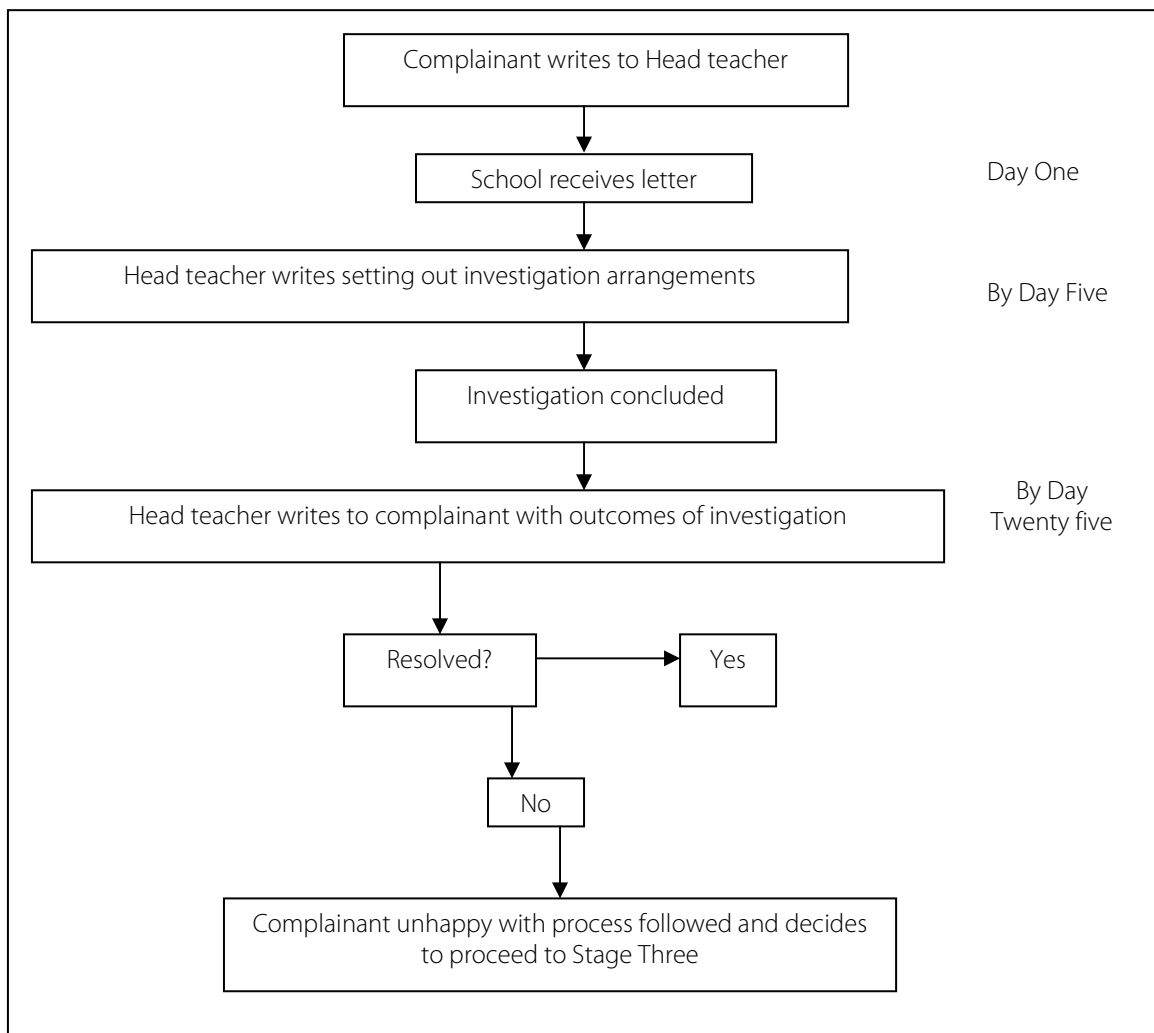 Complainant writes to Head teacher
School receives letter
Day One
Head teacher writes setting out investigation arrangements
By Day Five
Investigation concluded
Head teacher writes to complainant with outcomes of investigation
By Day
Twenty five
Resolved?
Yes
No
Complainant unhappy with process followed and decides
to proceed to Stage Three